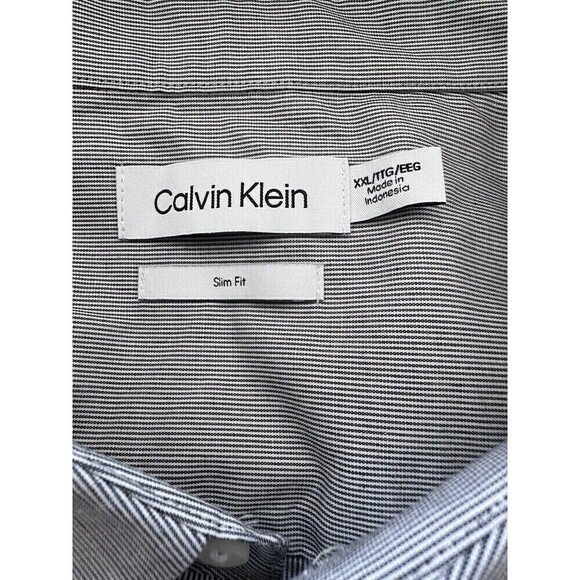 Calvin Klein
XXL/TTG/EEG
Made in
Indonesia
Slim Fit